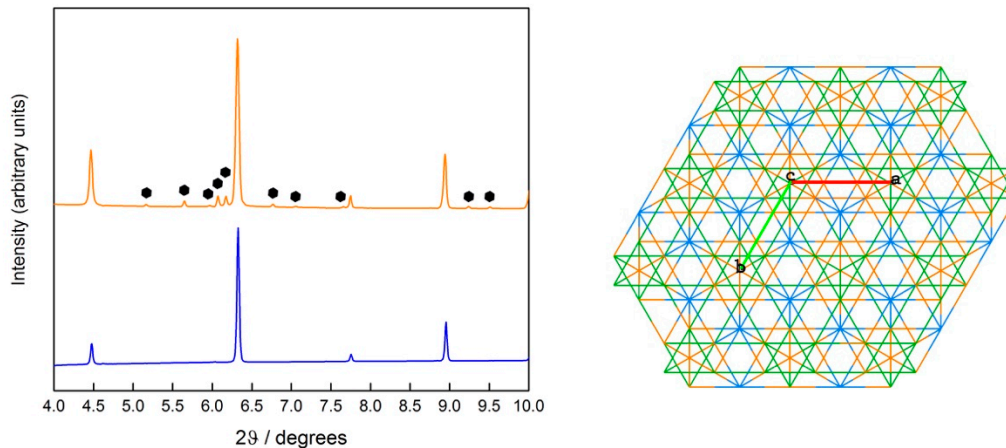 Intensity (arbitrary units)
4.0 4.5 5.0 5.5 6.0 6.5 7.0 7.5 8.0 8.5 9.0 9.5 10.0
2ϑ / degrees
c
a
b